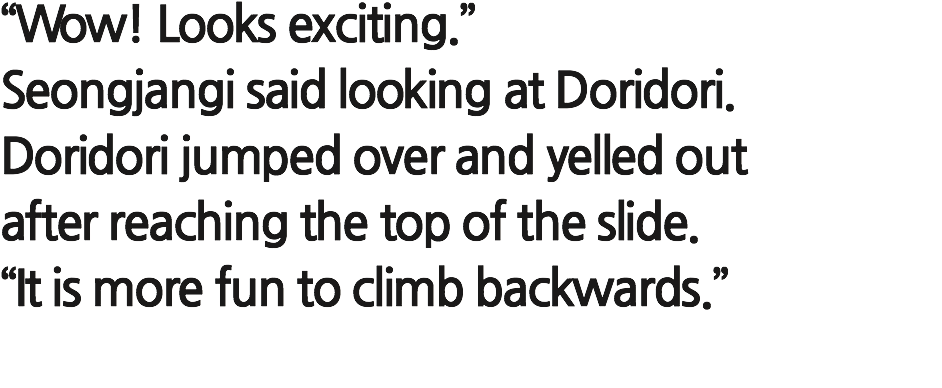 “Wow! Looks exciting.”
Seongjangi said looking at Doridori.
Doridori jumped over and yelled out
after reaching the top of the slide.
“It is more fun to climb backwards.”